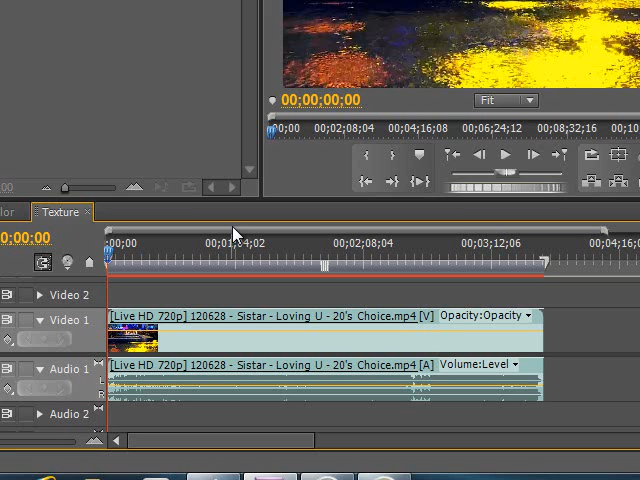 00;00;00;00
Fit
00;00 00;02;08;04 00;04;16;08 00;06;24;12 00;08;32;16 00;10
00
lor Texture ×
0;00;00
;00;00 00;01;04;02 00;02;08;04 00;03;12;06 00;04;16;0
Video 2
[Live HD 720p] 120628 - Sistar - Loving U - 20's Choice.mp4 [V] Opacity:Opacity
Video 1
[Live HD 720p] 120628 - Sistar - Loving U - 20's Choice.mp4 [A] Volume:Level
Audio 1
L
R
Audio 2